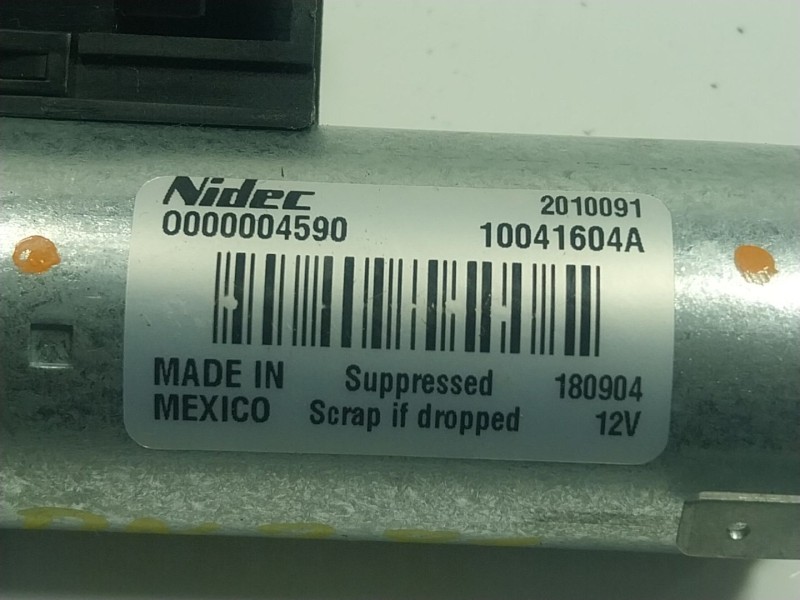 Nidec 2010091
0000004590 10041604A
MADE IN Suppressed 180904
MEXICO Scrap if dropped 12V